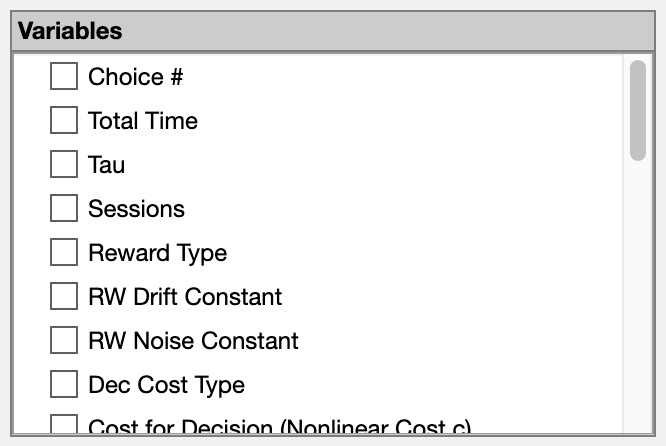 Variables
Choice #
Total Time
Tau
Sessions
Reward Type
RW Drift Constant
RW Noise Constant
Dec Cost Type
Cost for Decision (Nonlinear Cost c)